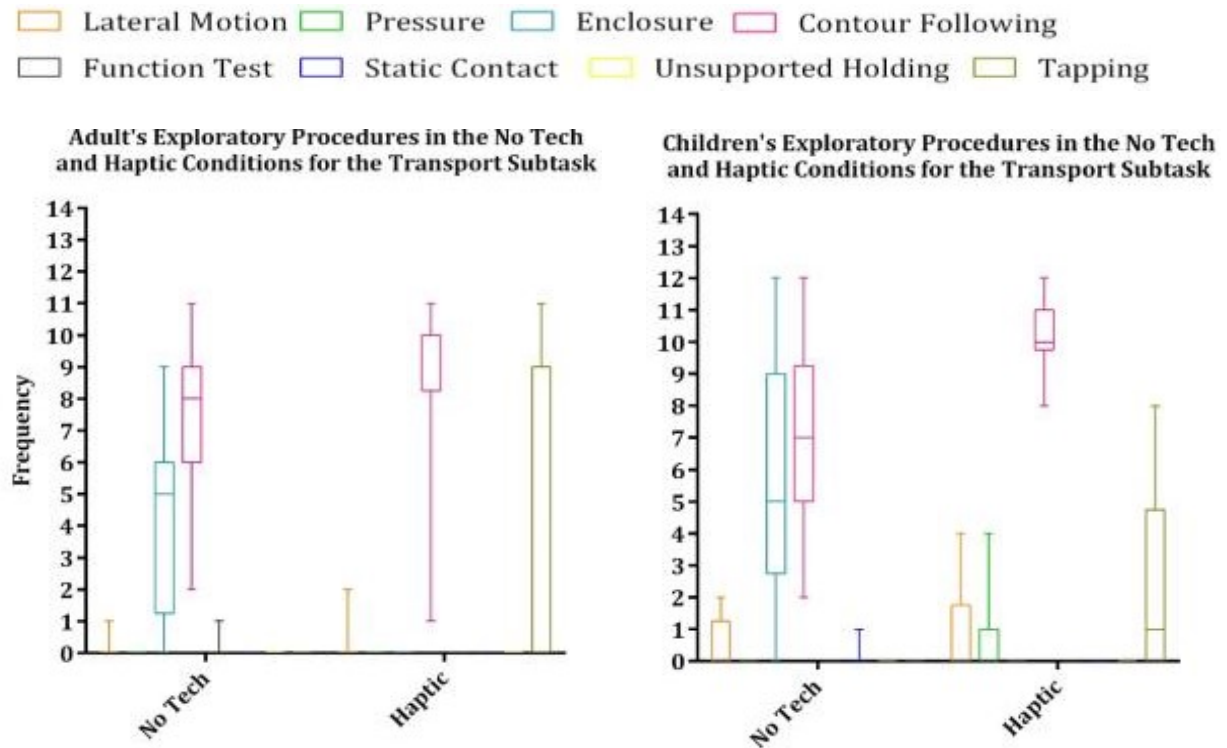 Lateral Motion Pressure Enclosure Contour Following
Function Test Static Contact Unsupported Holding Tapping
Adult's Exploratory Procedures in the No Tech
and Haptic Conditions for the Transport Subtask
14
13
12
11
10
9
8
7
6
5
4
3
2
1
0
Frequency
No Tech
Haptic
Children's Exploratory Procedures in the No Tech
and Haptic Conditions for the Transport Subtask
14
13
12
11
10
9
8
7
6
5
4
3
2
1
0
No Tech
Haptic